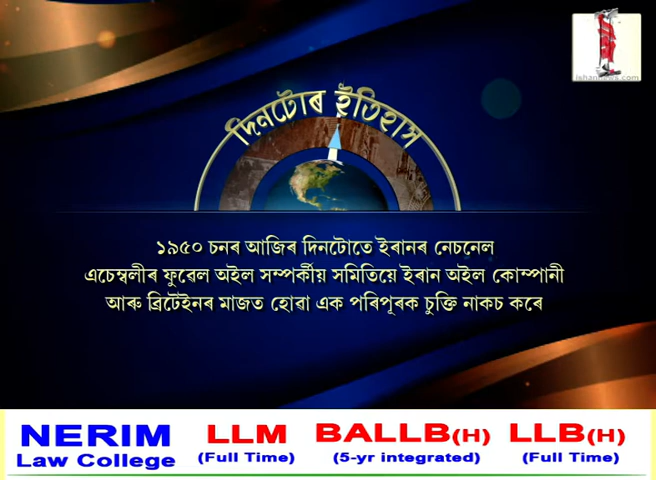 ishannews.com
দিনটোৰ ইতিহাস
১৯৫০ চনৰ আজিৰ দিনটোতে ইৰানৰ নেচনেল
এচেম্বলীৰ ফুৱেল অইল সম্পৰ্কীয় সমিতিয়ে ইৰান অইল কোম্পানী
আৰু ব্ৰিটেইনৰ মাজত হোৱা এক পৰিপূৰক চুক্তি নাকচ কৰে
NERIM LLM BALLB(H) LLB(H)
Law College (Full Time) (5-yr integrated) (Full Time)